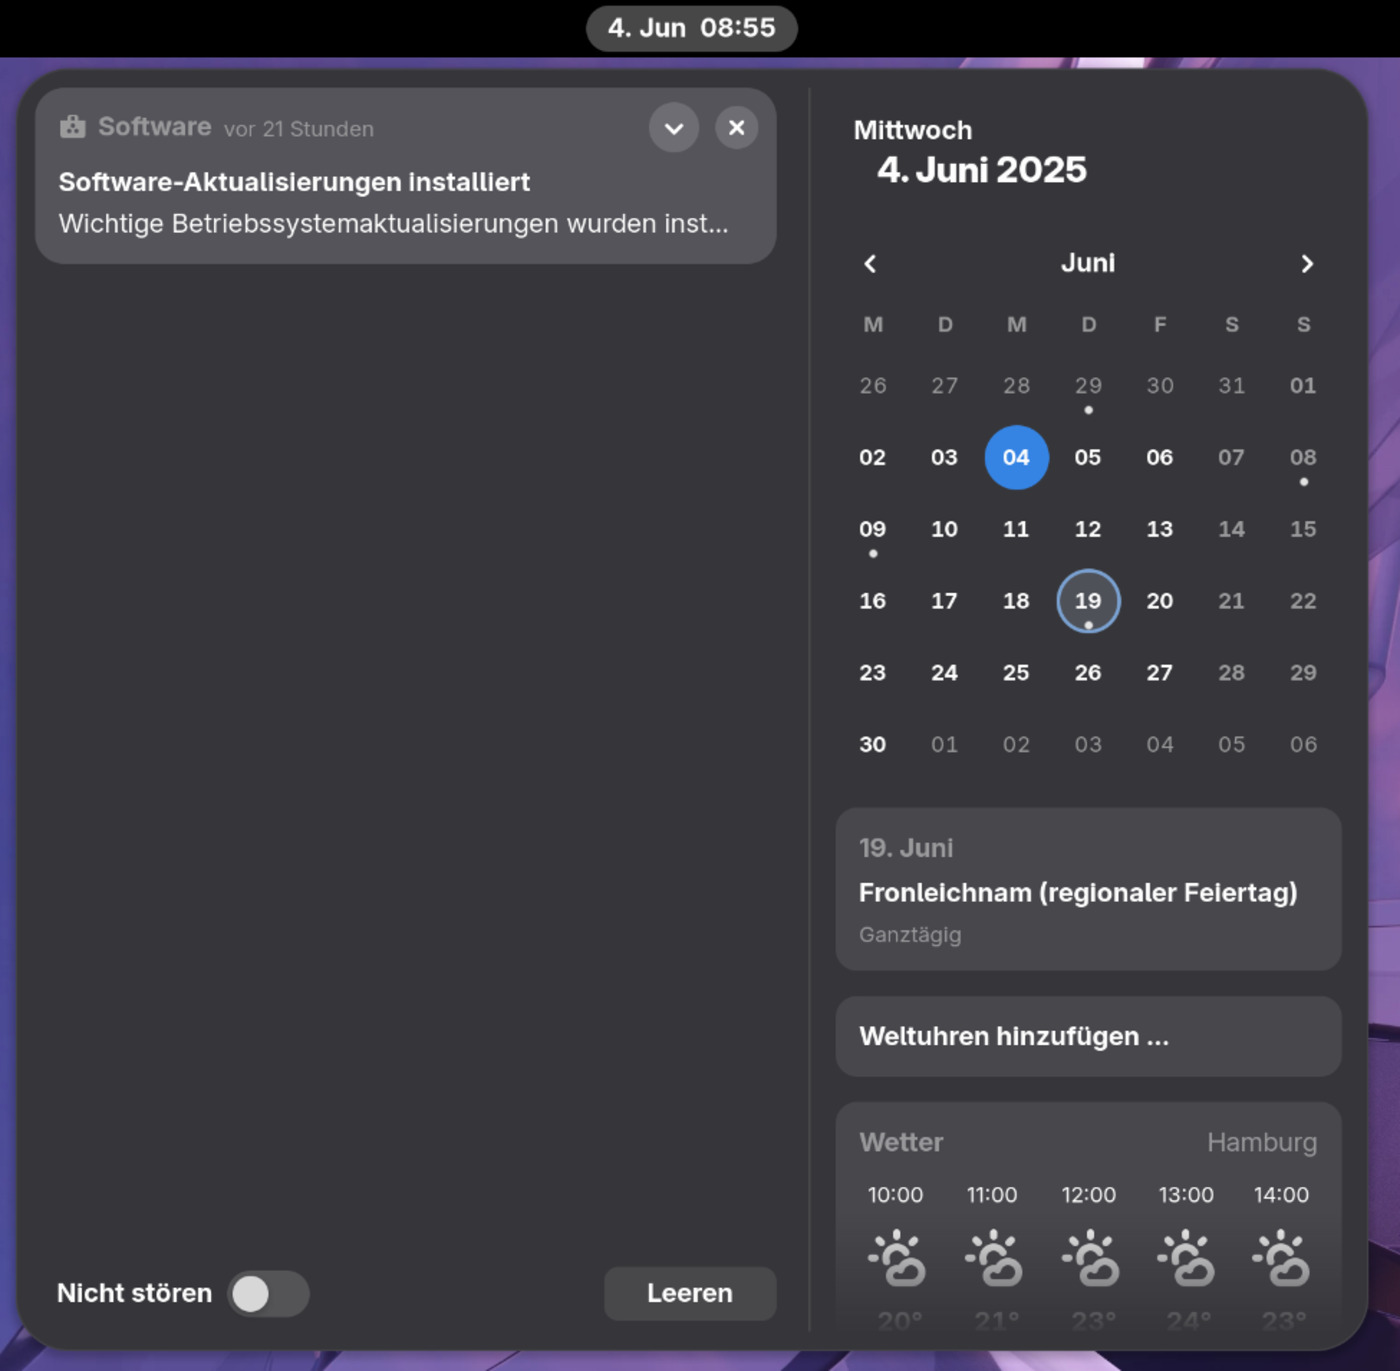 4. Jun 08:55
Software vor 21 Stunden
Software-Aktualisierungen installiert
Wichtige Betriebssystemaktualisierungen wurden inst...
Nicht stören
Leeren
Mittwoch
4. Juni 2025
Juni
M D M D F S S
26 27 28 29 30 31 01
02 03 04 05 06 07 08
09 10 11 12 13 14 15
16 17 18 19 20 21 22
23 24 25 26 27 28 29
30 01 02 03 04 05 06
19. Juni
Fronleichnam (regionaler Feiertag)
Ganztägig
Weltuhren hinzufügen ...
Wetter Hamburg
10:00 11:00 12:00 13:00 14:00
20° 21° 23° 24° 23°